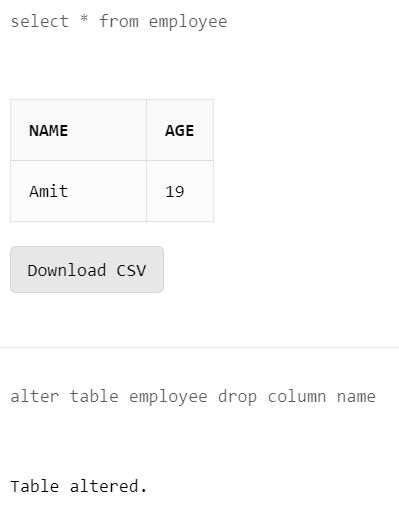 select * from employee
NAME AGE
Amit 19
Download CSV
alter table employee drop column name
Table altered.